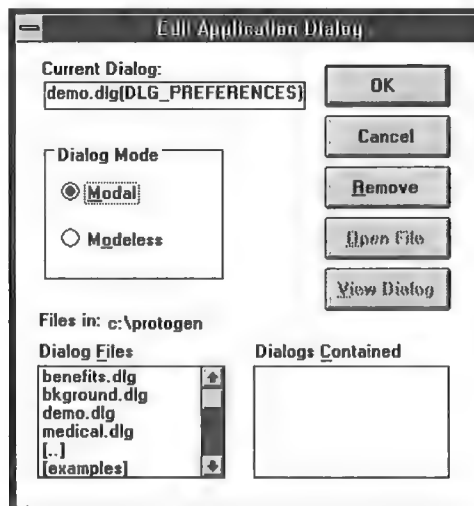 Edit Application Dialog
Current Dialog:
demo.dlg(DLG_PREFERENCES)
OK
Cancel
Dialog Mode
Modal
Modeless
Remove
Open File
View Dialog
Files in: c:\protogen
Dialog Files
benefits.dlg
bkground.dlg
demo.dlg
medical.dlg
[..]
[examples]
Dialogs Contained